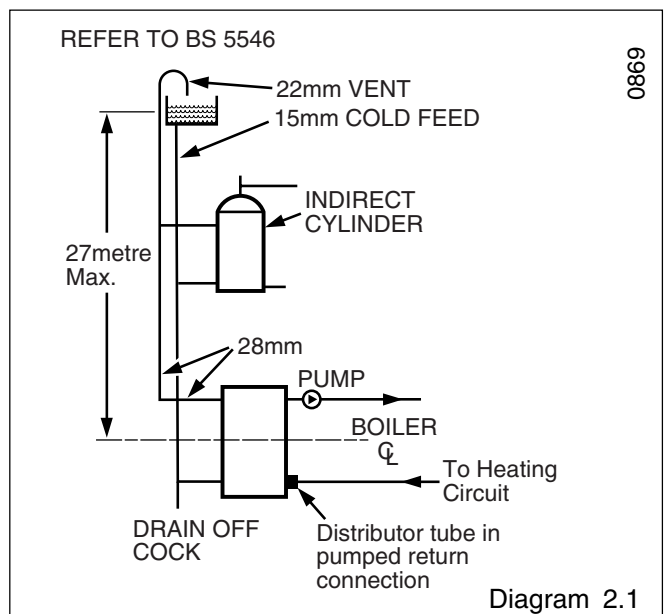 REFER TO BS 5546
0869
22mm VENT
15mm COLD FEED
INDIRECT
CYLINDER
27metre
Max.
28mm
PUMP
BOILER
℄
To Heating
Circuit
DRAIN OFF
COCK
Distributor tube in
pumped return
connection
Diagram 2.1